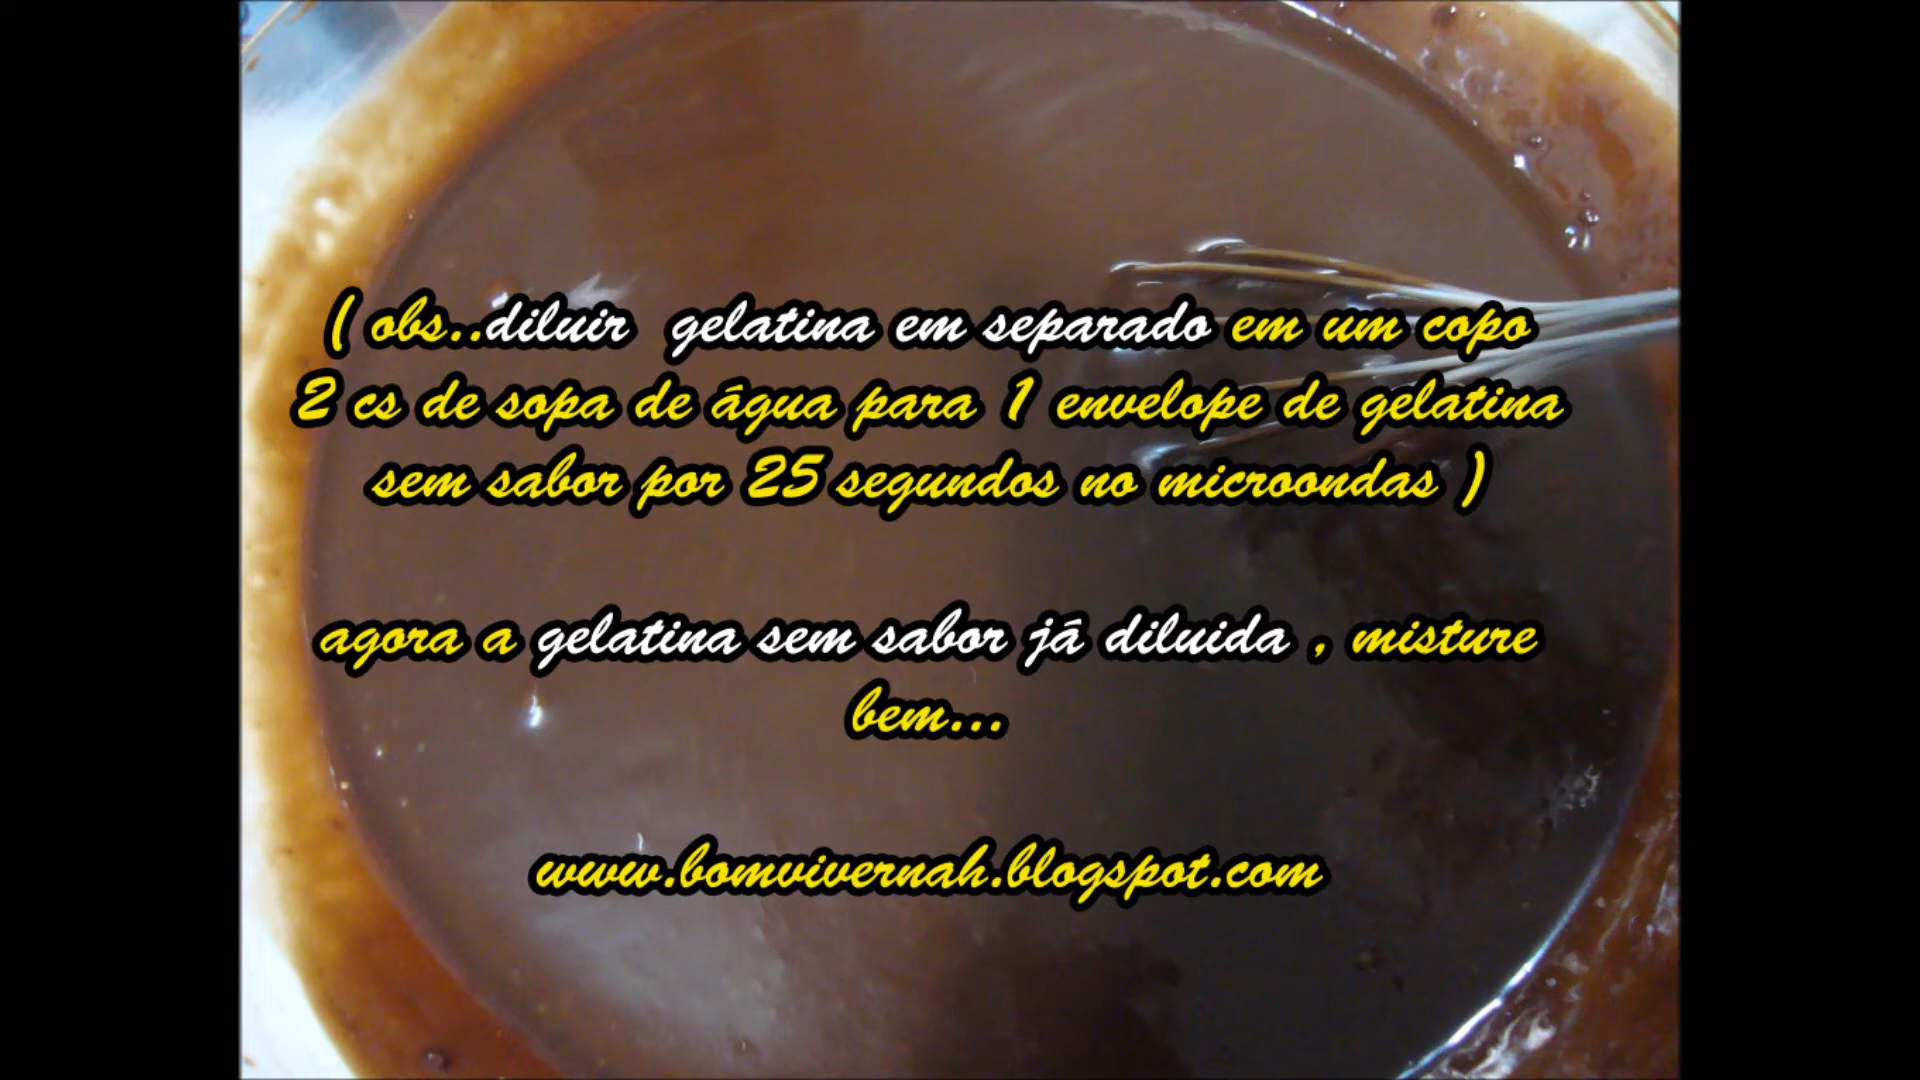 ( obs..diluir gelatina em separado em um copo
2 cs de sopa de água para 1 envelope de gelatina
sem sabor por 25 segundos no microondas )
agora a gelatina sem sabor já diluida , misture
bem...
www.bomvivernah.blogspot.com